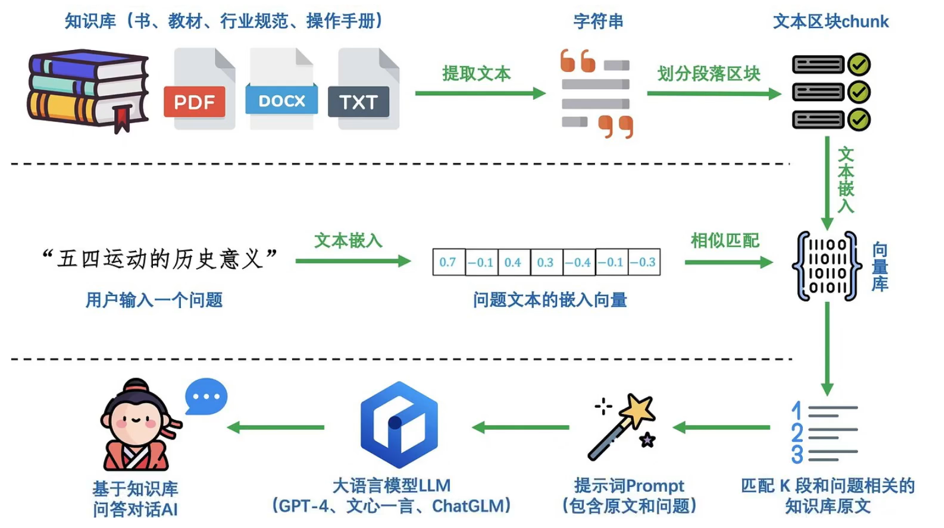 知识库（书、教材、行业规范、操作手册）
字符串
文本区块chunk
PDF
DOCX
TXT
提取文本
划分段落区块
文本嵌入
“五四运动的历史意义”
用户输入一个问题
文本嵌入
0.7 −0.1 0.4 0.3 −0.4 −0.1 −0.3
问题文本的嵌入向量
相似匹配
11100
110111
10110
01011
向量库
基于知识库
问答对话AI
大语言模型LLM
（GPT-4、文心一言、ChatGLM）
提示词Prompt
（包含原文和问题）
1
2
3
匹配 K 段和问题相关的
知识库原文